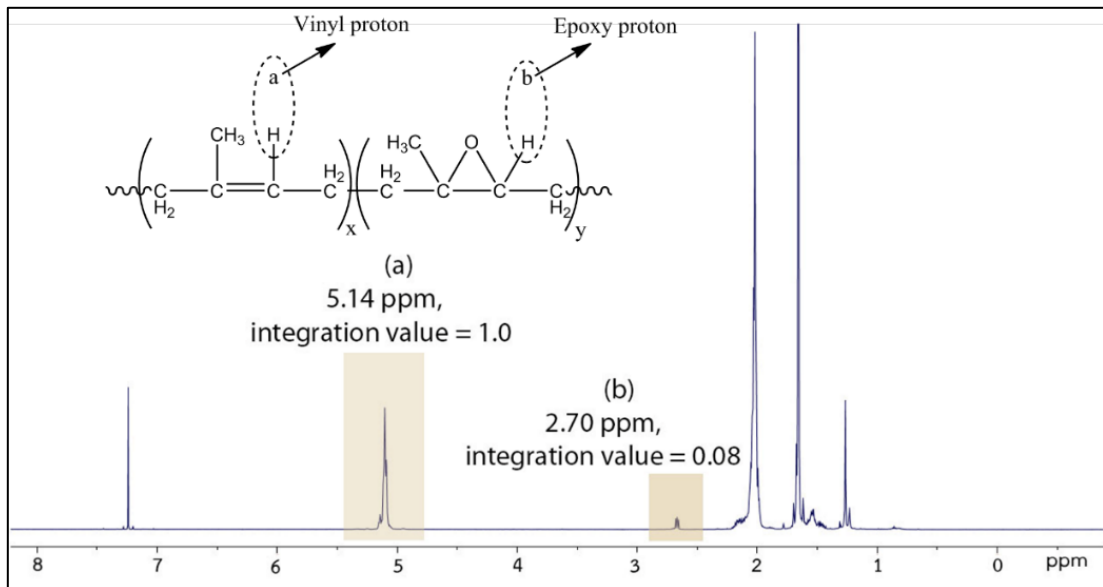 Vinyl proton
Epoxy proton
a
b
CH3
H
H3C
O
H
H2
H2
C
C
C
C
C
C
C
C
H2
H2
x
y
(a)
5.14 ppm,
integration value = 1.0
(b)
2.70 ppm,
integration value = 0.08
8
7
6
5
4
3
2
1
0
ppm